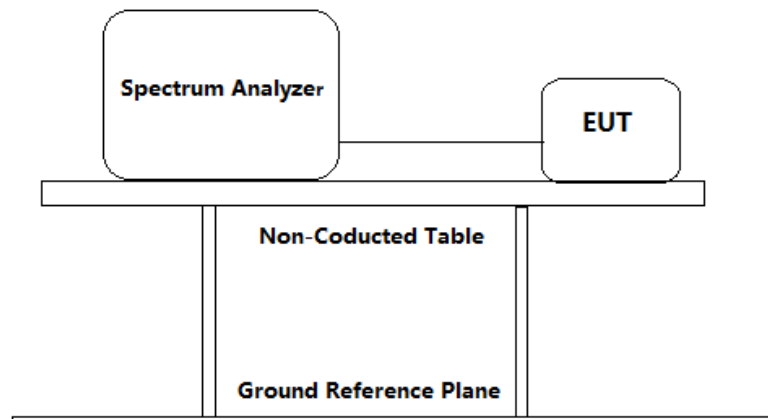 Spectrum Analyzer
EUT
Non-Coducted Table
Ground Reference Plane